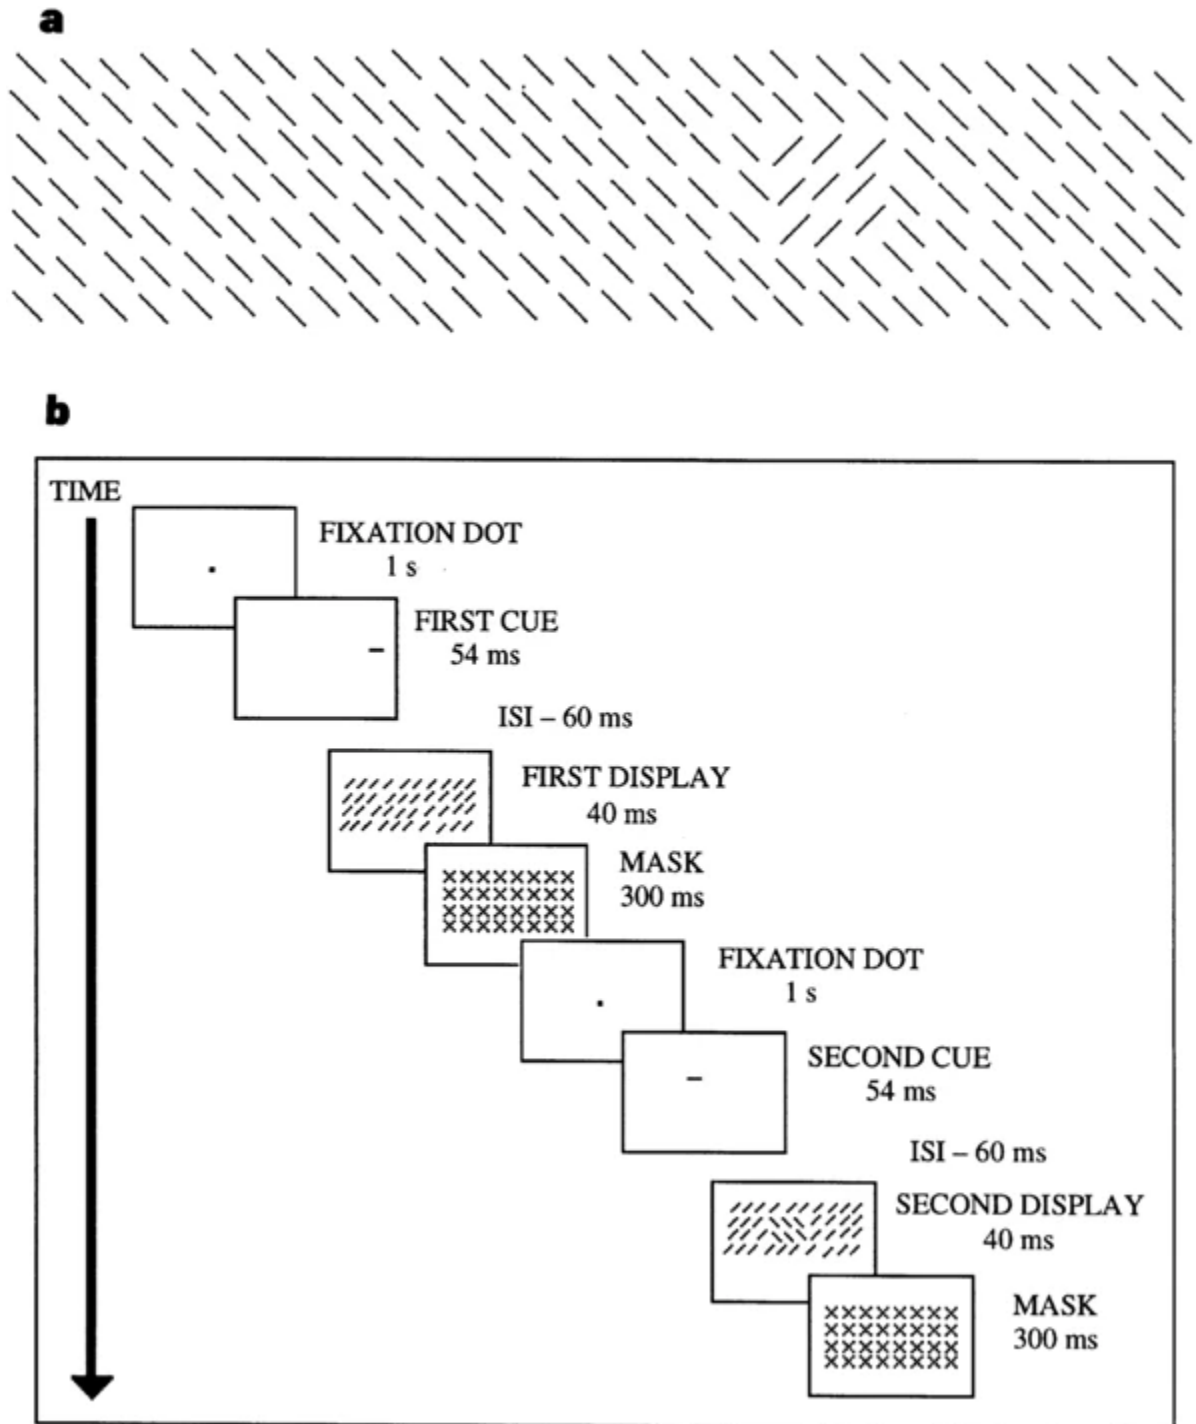 a
b
TIME
FIXATION DOT
1 s
FIRST CUE
54 ms
ISI – 60 ms
FIRST DISPLAY
40 ms
MASK
300 ms
FIXATION DOT
1 s
SECOND CUE
54 ms
ISI – 60 ms
SECOND DISPLAY
40 ms
MASK
300 ms